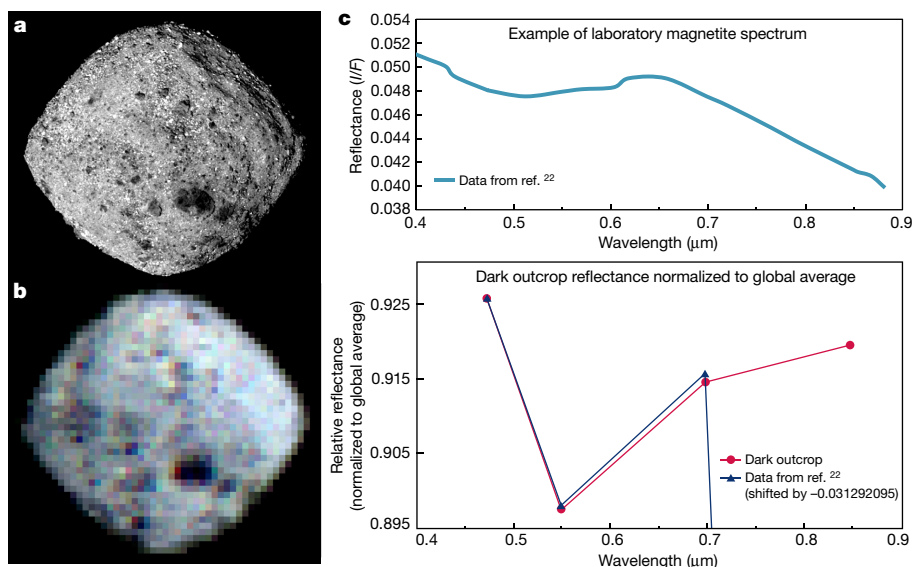 a
b
c
Example of laboratory magnetite spectrum
Reflectance (I/F)
0.054
0.052
0.050
0.048
0.046
0.044
0.042
0.040
0.038
Data from ref. 22
0.4 0.5 0.6 0.7 0.8 0.9
Wavelength (μm)
Dark outcrop reflectance normalized to global average
Relative reflectance
(normalized to global average)
0.925
0.915
0.905
0.895
Dark outcrop
Data from ref. 22
(shifted by –0.031292095)
0.4 0.5 0.6 0.7 0.8 0.9
Wavelength (μm)